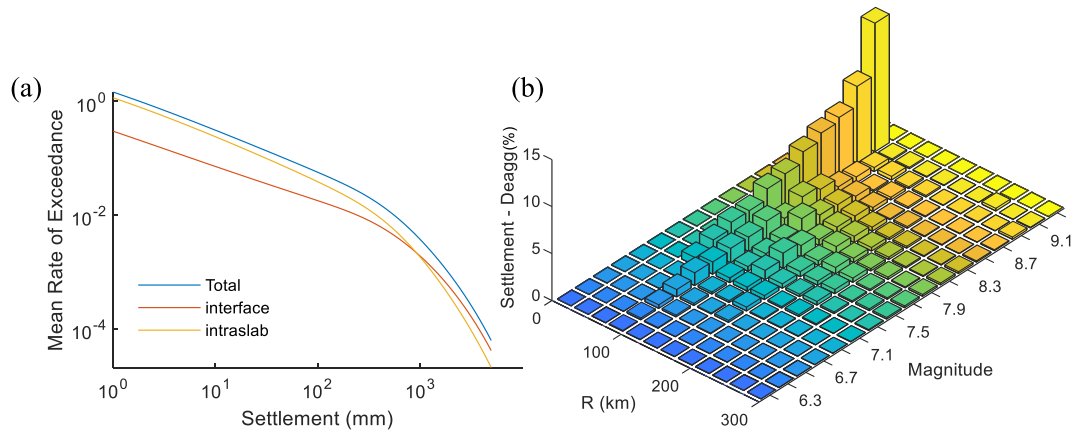 (a)
Mean Rate of Exceedance
10^0
10^-2
10^-4
Total
interface
intraslab
10^0 10^1 10^2 10^3
Settlement (mm)
(b)
Settlement - Deagg(%)
15
10
5
0
0
100
200
300
R (km)
6.3
6.7
7.1
7.5
7.9
8.3
8.7
9.1
Magnitude